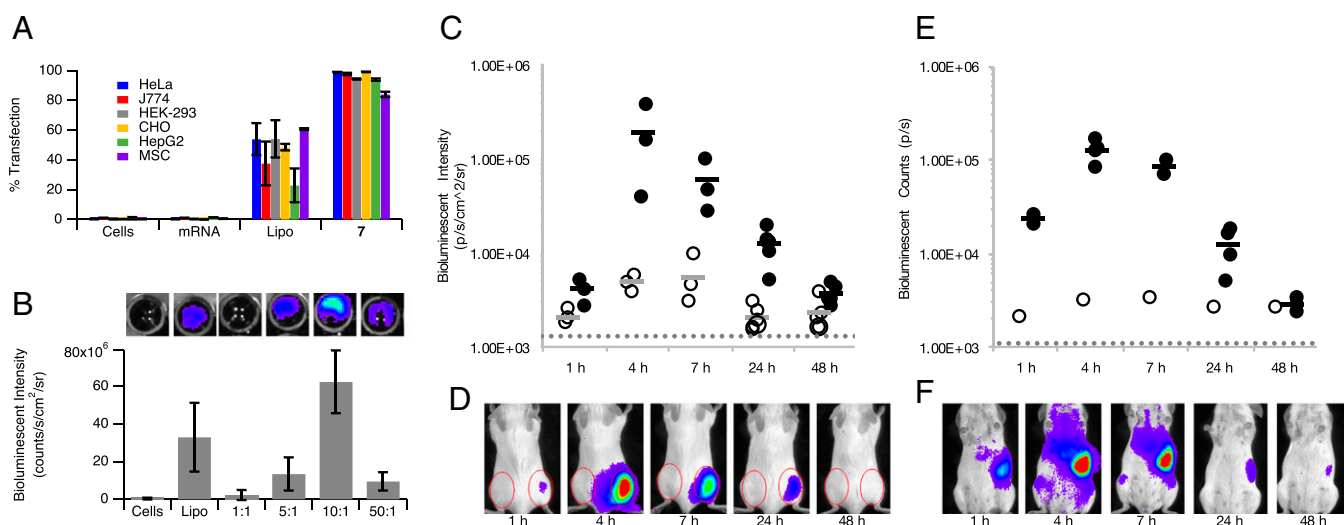 A
% Transfection
100
80
60
40
20
0
HeLa
J774
HEK-293
CHO
HepG2
MSC
Cells mRNA Lipo 7
B
Bioluminescent Intensity
(counts/s/cm²/sr)
80x10⁶
60
40
20
0
Cells Lipo 1:1 5:1 10:1 50:1
C
Bioluminescent Intensity
(p/s/cm^2/sr)
1.00E+06
1.00E+05
1.00E+04
1.00E+03
1 h 4 h 7 h 24 h 48 h
D
1 h 4 h 7 h 24 h 48 h
E
Bioluminescent Counts (p/s)
1.00E+06
1.00E+05
1.00E+04
1.00E+03
1 h 4 h 7 h 24 h 48 h
F
1 h 4 h 7 h 24 h 48 h